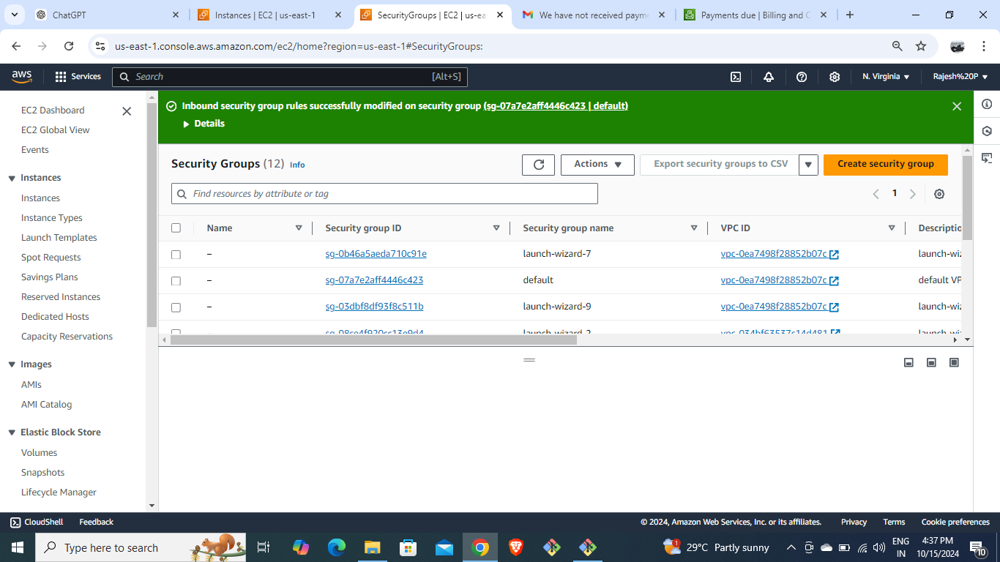 ChatGPT
Instances | EC2 | us-east-1
SecurityGroups | EC2 | us-eas
We have not received payme
Payments due | Billing and C
us-east-1.console.aws.amazon.com/ec2/home?region=us-east-1#SecurityGroups:
aws
Services
Search
[Alt+S]
N. Virginia
Rajesh%20P
EC2 Dashboard
EC2 Global View
Events
Instances
Instances
Instance Types
Launch Templates
Spot Requests
Savings Plans
Reserved Instances
Dedicated Hosts
Capacity Reservations
Images
AMIs
AMI Catalog
Elastic Block Store
Volumes
Snapshots
Lifecycle Manager
Inbound security group rules successfully modified on security group (sg-07a7e2aff4446c423 | default)
Details
Security Groups (12) Info
Actions
Export security groups to CSV
Create security group
Find resources by attribute or tag
1
Name Security group ID Security group name VPC ID Descriptio
– sg-0b46a5aeda710c91e launch-wizard-7 vpc-0ea7498f28852b07c launch-wiz
– sg-07a7e2aff4446c423 default vpc-0ea7498f28852b07c default VP
– sg-03dbf8df93f8c511b launch-wizard-9 vpc-0ea7498f28852b07c launch-wiz
– sg-08ce4f920cc13e9d4 launch-wizard-2 vpc-034bf63537c14d481 launch-wiz
CloudShell Feedback
© 2024, Amazon Web Services, Inc. or its affiliates. Privacy Terms Cookie preferences
Type here to search
1
29°C Partly sunny
ENG
IN
4:37 PM
10/15/2024
10